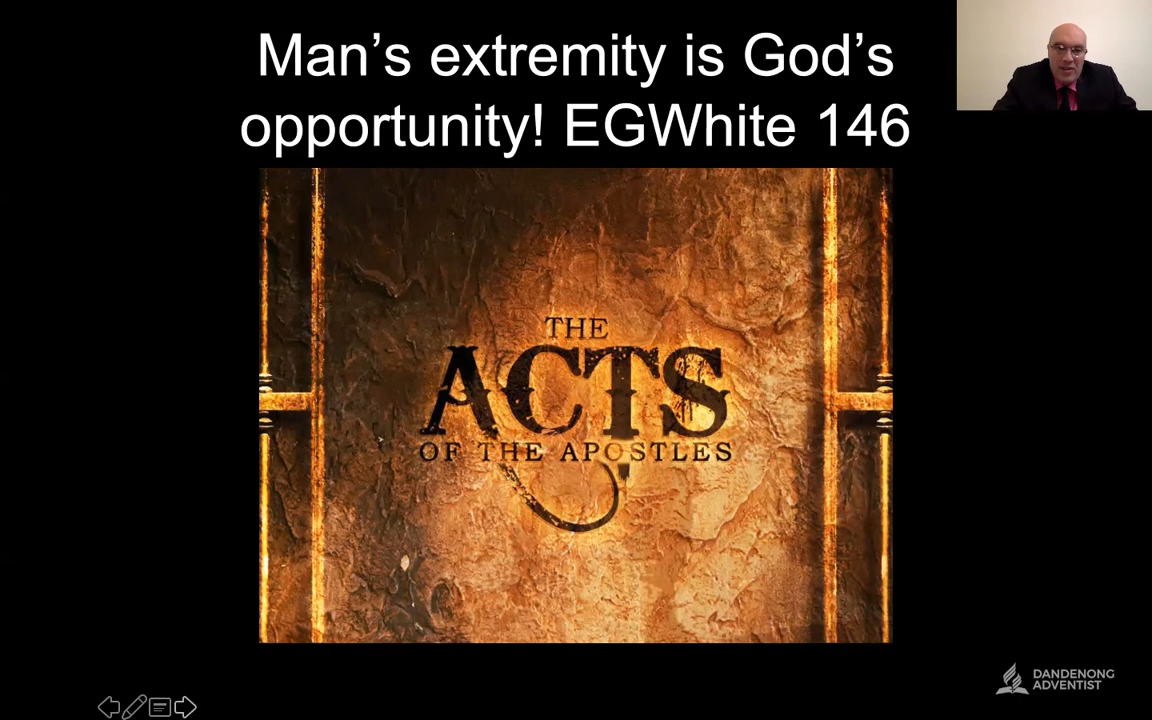 Man’s extremity is God’s
opportunity! EGWhite 146
THE
ACTS
OF THE APOSTLES
DANDENONG
ADVENTIST